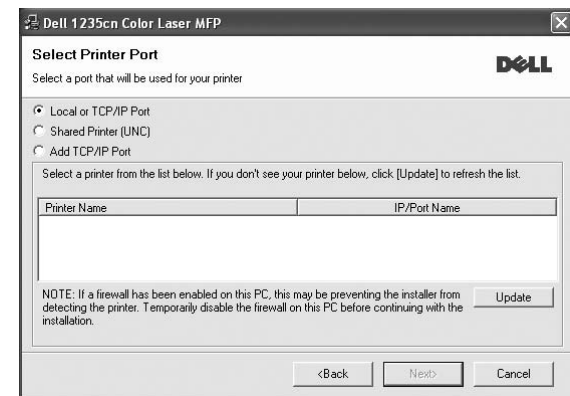 Dell 1235cn Color Laser MFP
Select Printer Port
Select a port that will be used for your printer
DELL
Local or TCP/IP Port
Shared Printer (UNC)
Add TCP/IP Port
Select a printer from the list below. If you don't see your printer below, click [Update] to refresh the list.
Printer Name IP/Port Name
NOTE: If a firewall has been enabled on this PC, this may be preventing the installer from
detecting the printer. Temporarily disable the firewall on this PC before continuing with the
installation.
Update
<Back Next> Cancel